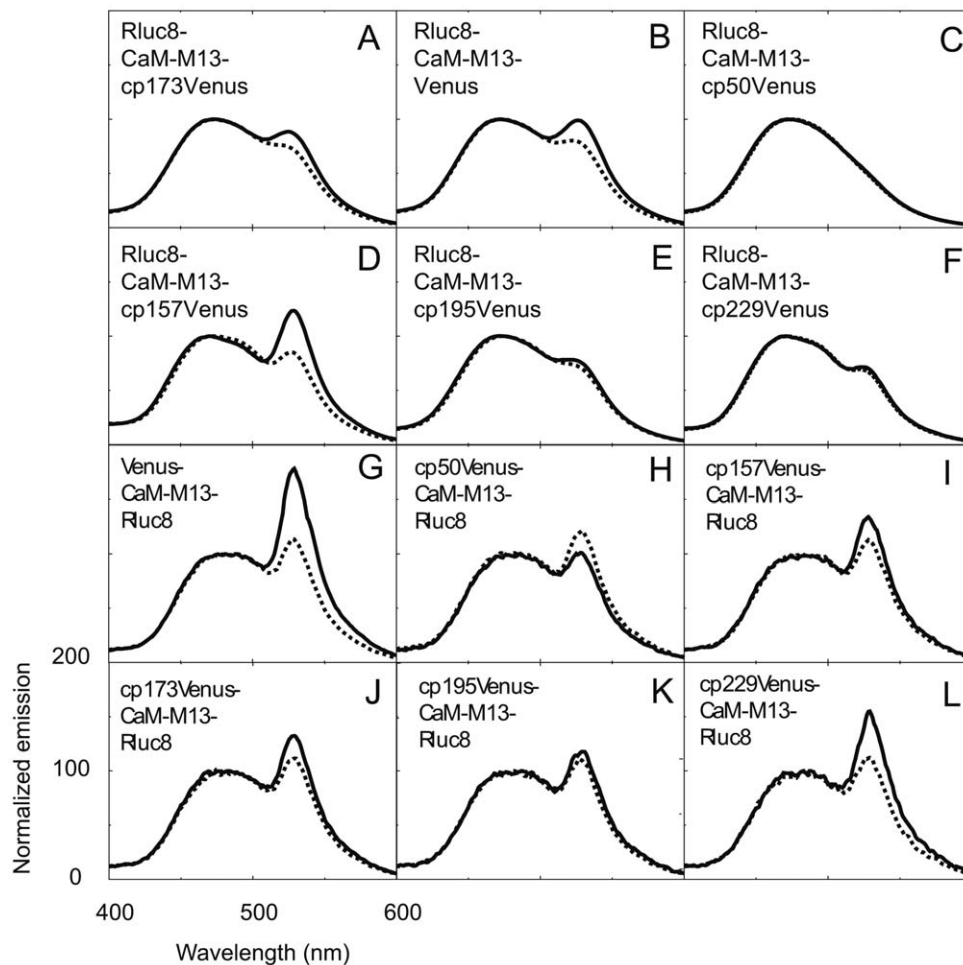 Rluc8-
CaM-M13-
cp173Venus
A
Rluc8-
CaM-M13-
Venus
B
Rluc8-
CaM-M13-
cp50Venus
C
Rluc8-
CaM-M13-
cp157Venus
D
Rluc8-
CaM-M13-
cp195Venus
E
Rluc8-
CaM-M13-
cp229Venus
F
Venus-
CaM-M13-
Rluc8
G
cp50Venus-
CaM-M13-
Rluc8
H
cp157Venus-
CaM-M13-
Rluc8
I
cp173Venus-
CaM-M13-
Rluc8
J
cp195Venus-
CaM-M13-
Rluc8
K
cp229Venus-
CaM-M13-
Rluc8
L
Normalized emission
200
100
0
400 500 600
Wavelength (nm)